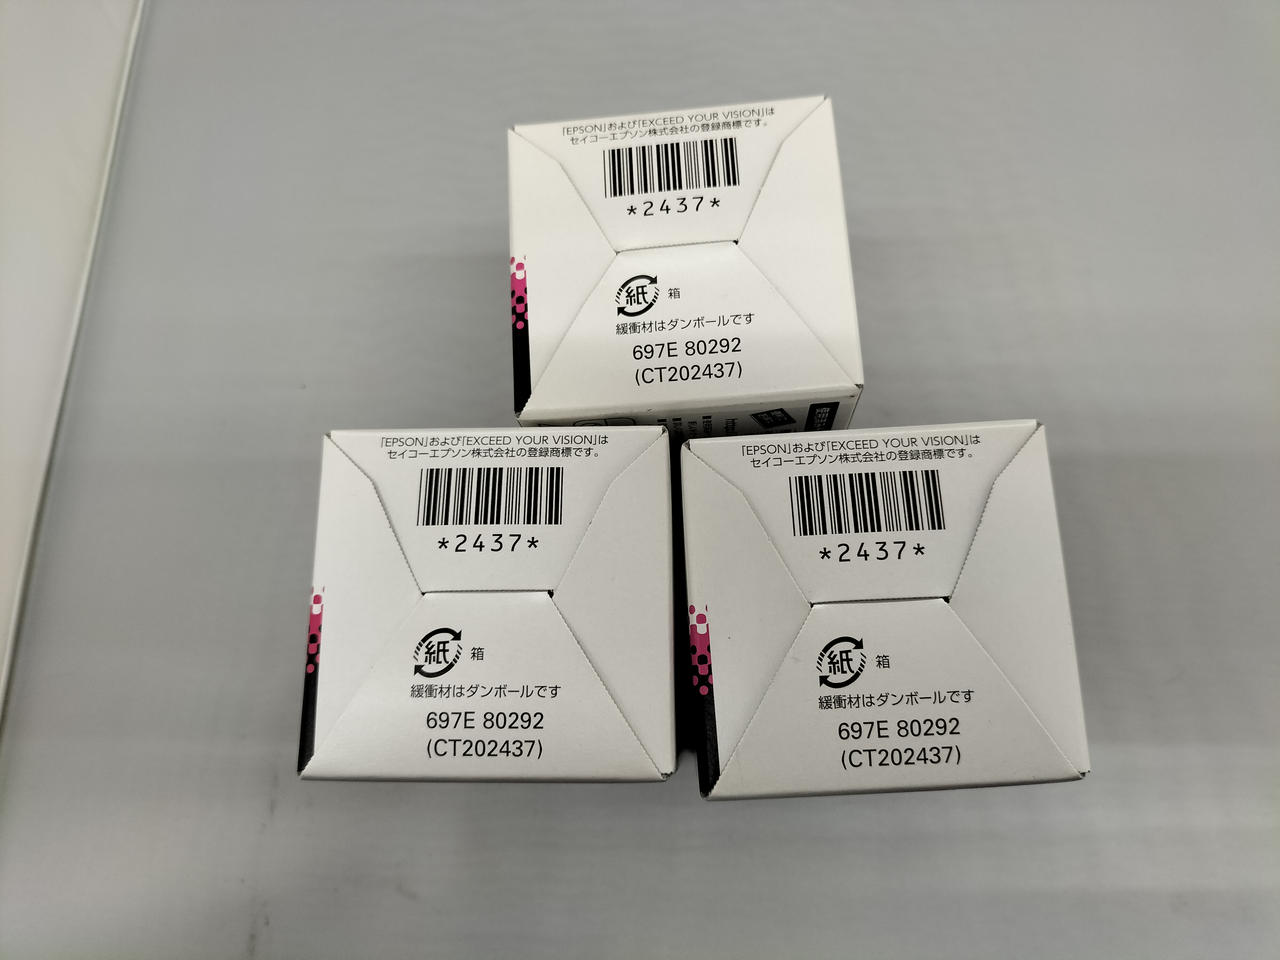 「EPSON」および「EXCEED YOUR VISION」は
セイコーエプソン株式会社の登録商標です。
*2437*
紙 箱
緩衝材はダンボールです
697E 80292
(CT202437)
「EPSON」および「EXCEED YOUR VISION」は
セイコーエプソン株式会社の登録商標です。
*2437*
紙 箱
緩衝材はダンボールです
697E 80292
(CT202437)
「EPSON」および「EXCEED YOUR VISION」は
セイコーエプソン株式会社の登録商標です。
*2437*
紙 箱
緩衝材はダンボールです
697E 80292
(CT202437)